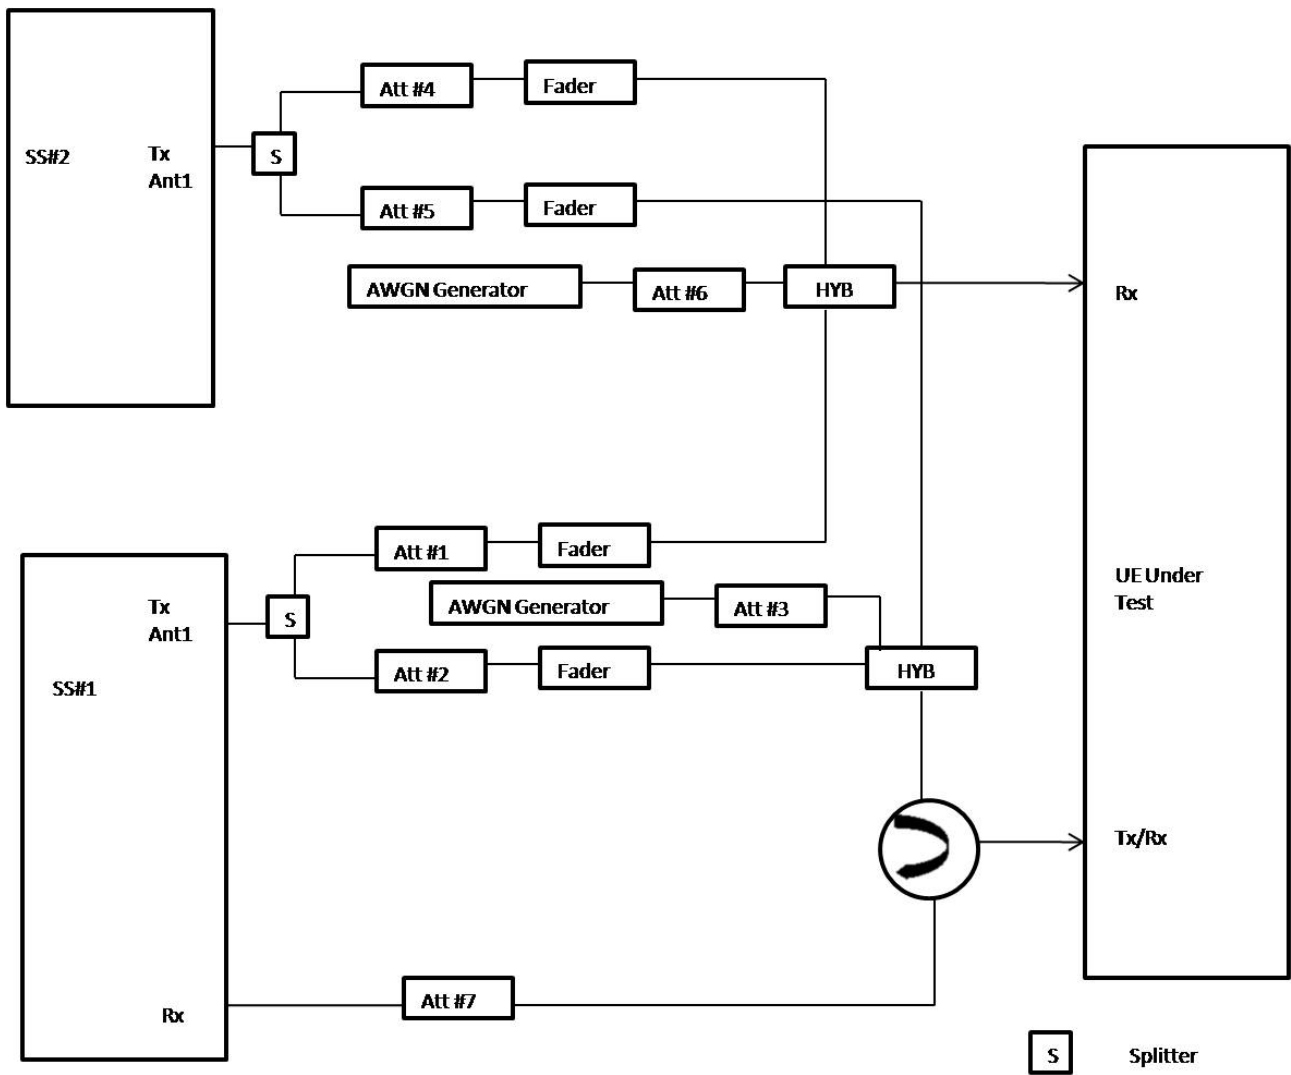 Att #4
Fader
SS#2
Tx
Ant1
S
Att #5
Fader
AWGN Generator
Att #6
HYB
Rx
Att #1
Fader
Tx
Ant1
S
AWGN Generator
Att #3
UE Under
Test
Att #2
Fader
HYB
SS#1
Tx/Rx
Att #7
Rx
S
Splitter